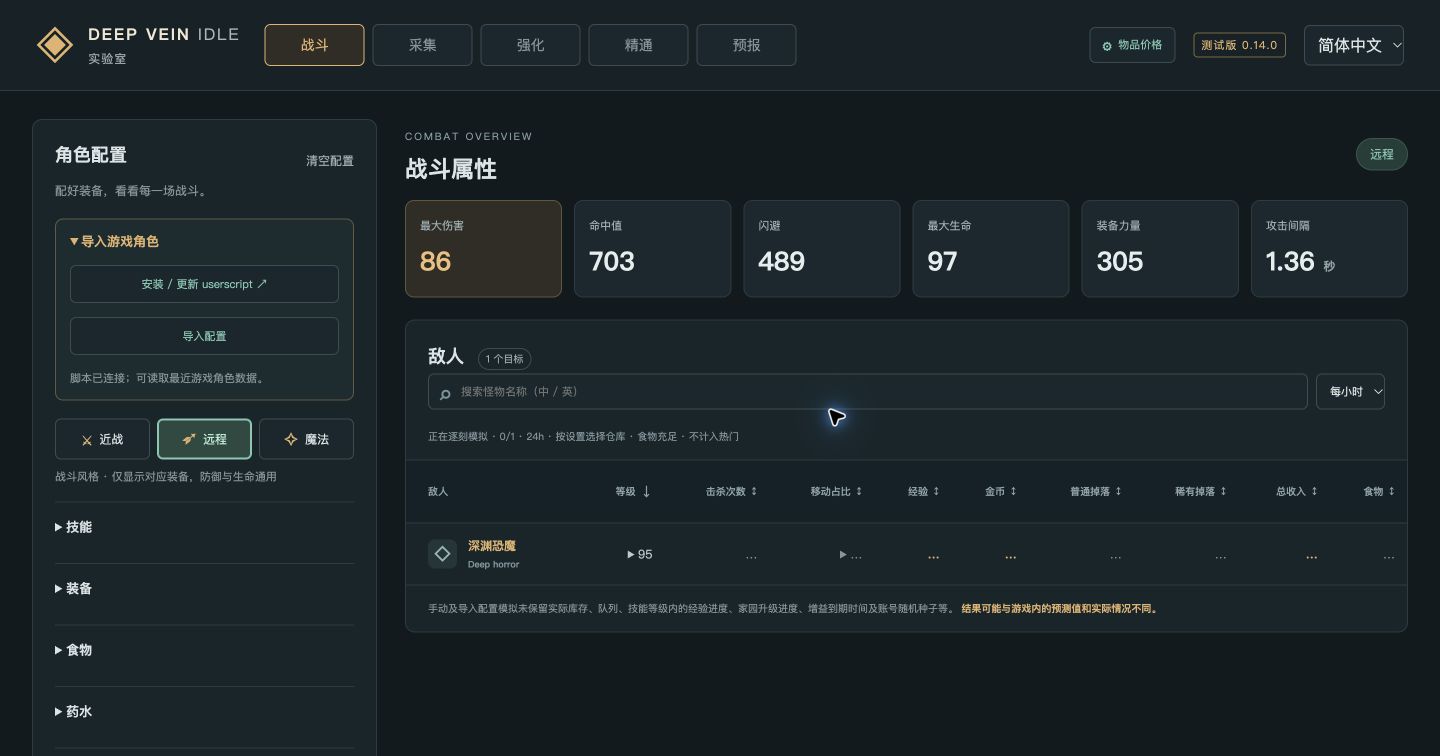 DEEP VEIN IDLE
实验室
战斗
采集
强化
精通
预报
物品价格
测试版 0.14.0
简体中文
角色配置
清空配置
配好装备，看看每一场战斗。
▼导入游戏角色
安装 / 更新 userscript ↗
导入配置
脚本已连接；可读取最近游戏角色数据。
近战
远程
魔法
战斗风格 · 仅显示对应装备，防御与生命通用
▶ 技能
▶ 装备
▶ 食物
▶ 药水
COMBAT OVERVIEW
战斗属性
远程
最大伤害
86
命中值
703
闪避
489
最大生命
97
装备力量
305
攻击间隔
1.36 秒
敌人 1 个目标
搜索怪物名称（中 / 英）
每小时
正在逐刻模拟 · 0/1 · 24h · 按设置选择仓库 · 食物充足 · 不计入热门
敌人 等级 ↓ 击杀次数 ↕ 移动占比 ↕ 经验 ↕ 金币 ↕ 普通掉落 ↕ 稀有掉落 ↕ 总收入 ↕ 食物 ↕
深渊恐魔
Deep horror
▶ 95 … ▶ … … … … … … …
手动及导入配置模拟未保留实际库存、队列、技能等级内的经验进度、家园升级进度、增益到期时间及账号随机种子等。 结果可能与游戏内的预测值和实际情况不同。